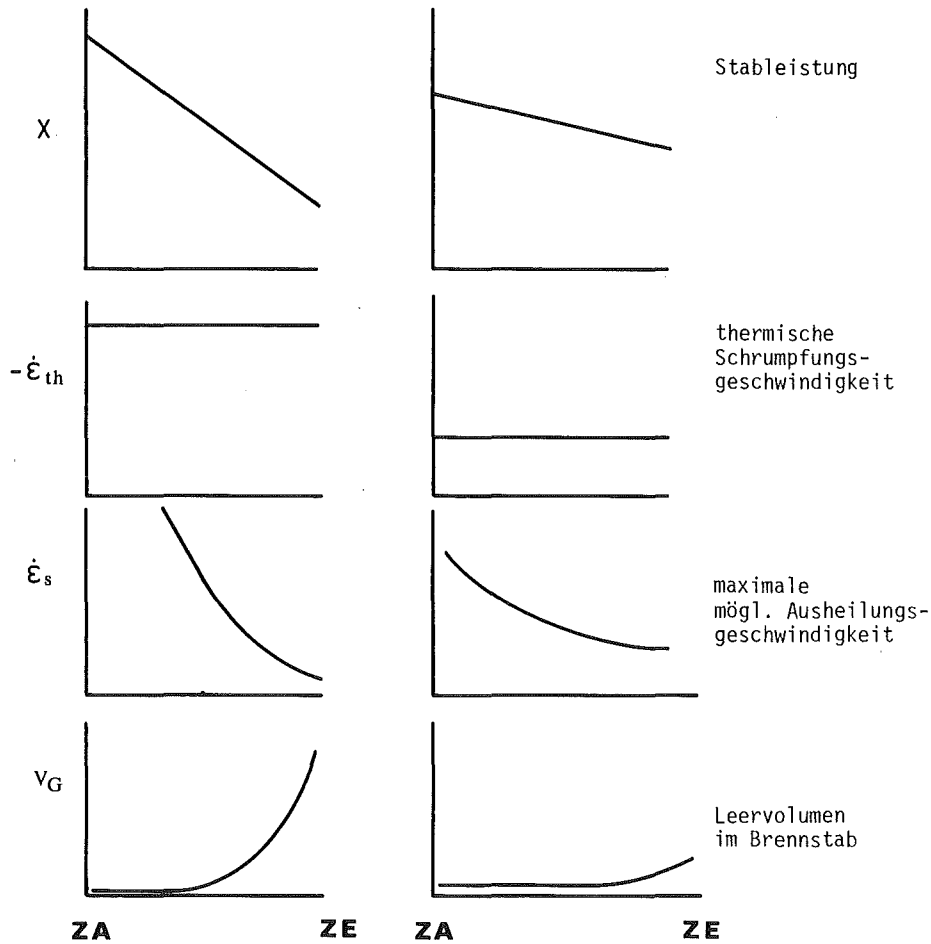 Stableistung
X
thermische
Schrumpfungs-
geschwindigkeit
-ε̇th
ε̇s
maximale
mögl. Ausheilungs-
geschwindigkeit
VG
Leervolumen
im Brennstab
ZA ZE ZA ZE